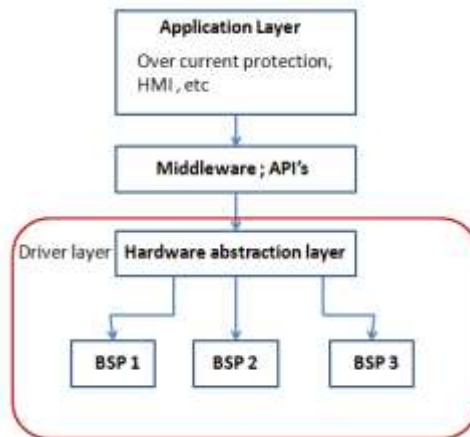 Application Layer
Over current protection,
HMI , etc
Middleware ; API's
Driver layer
Hardware abstraction layer
BSP 1
BSP 2
BSP 3